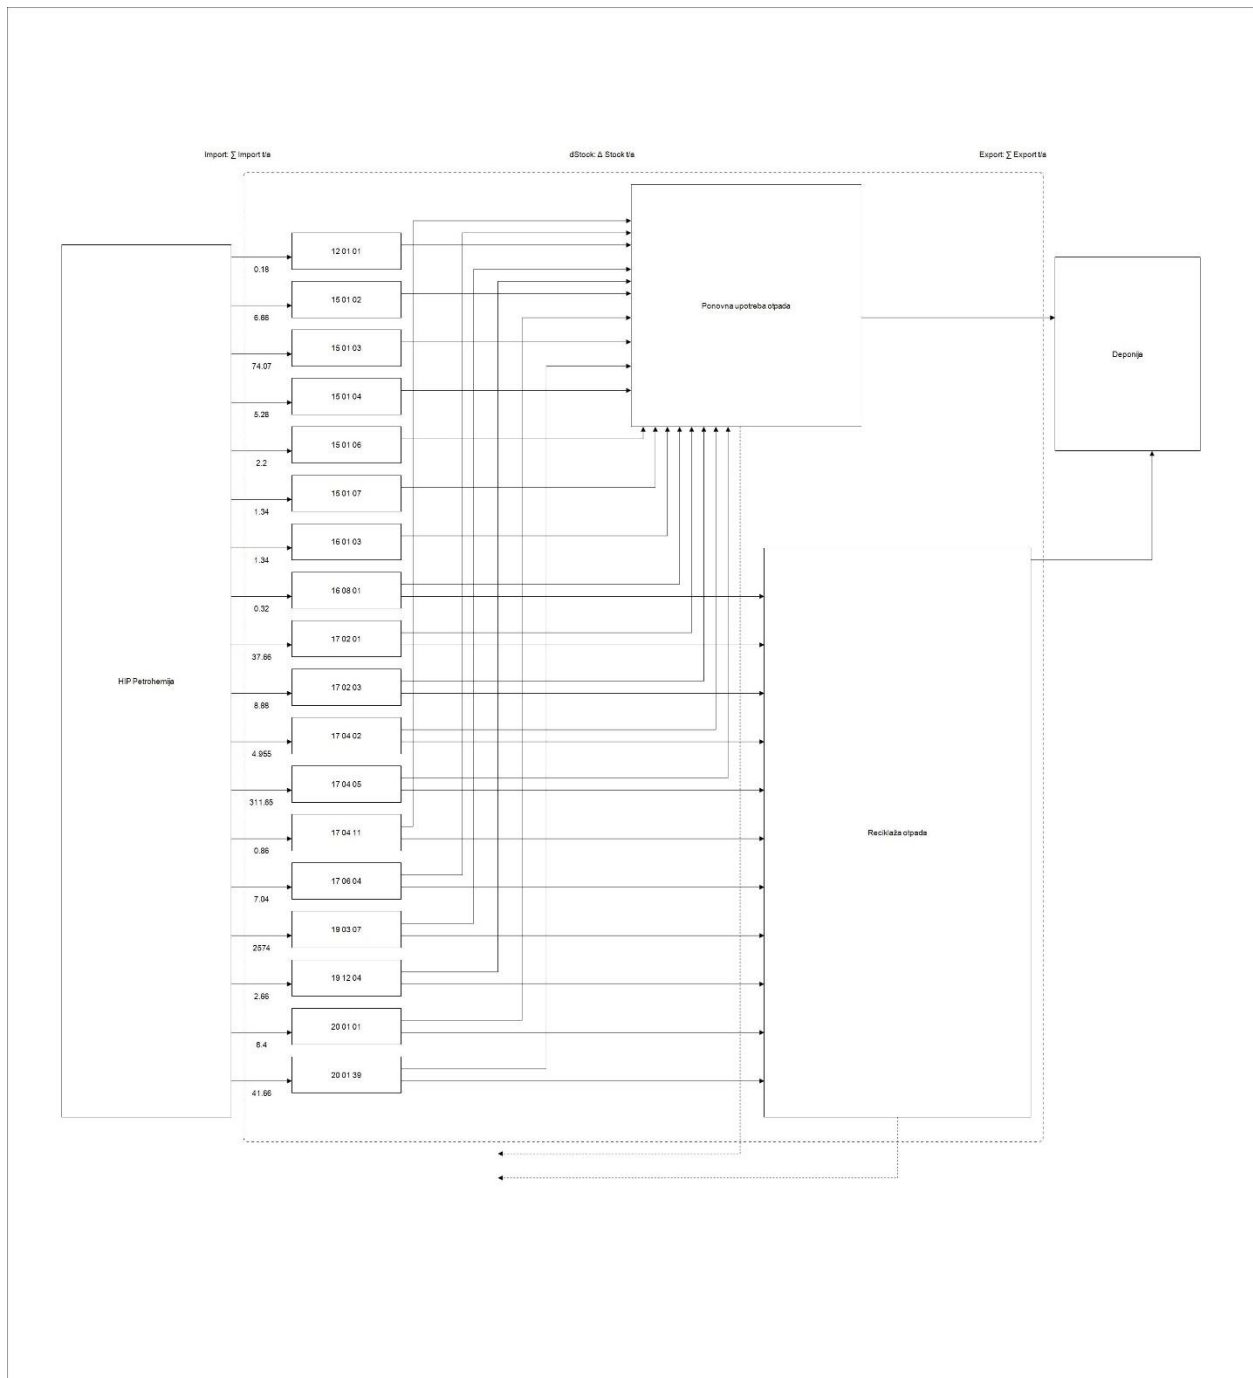 Import: ∑ Import t/a
dStock: Δ Stock t/a
Export: ∑ Export t/a
HIP Petrohemija
0.18
12 01 01
6.66
15 01 02
74.07
15 01 03
5.28
15 01 04
2.2
15 01 06
1.34
15 01 07
1.34
16 01 03
0.32
16 08 01
37.66
17 02 01
8.88
17 02 03
4.955
17 04 02
311.65
17 04 05
0.86
17 04 11
7.04
17 06 04
2574
19 03 07
2.66
19 12 04
6.4
20 01 01
41.66
20 01 39
Ponovna upotreba otpada
Reciklaža otpada
Deponija